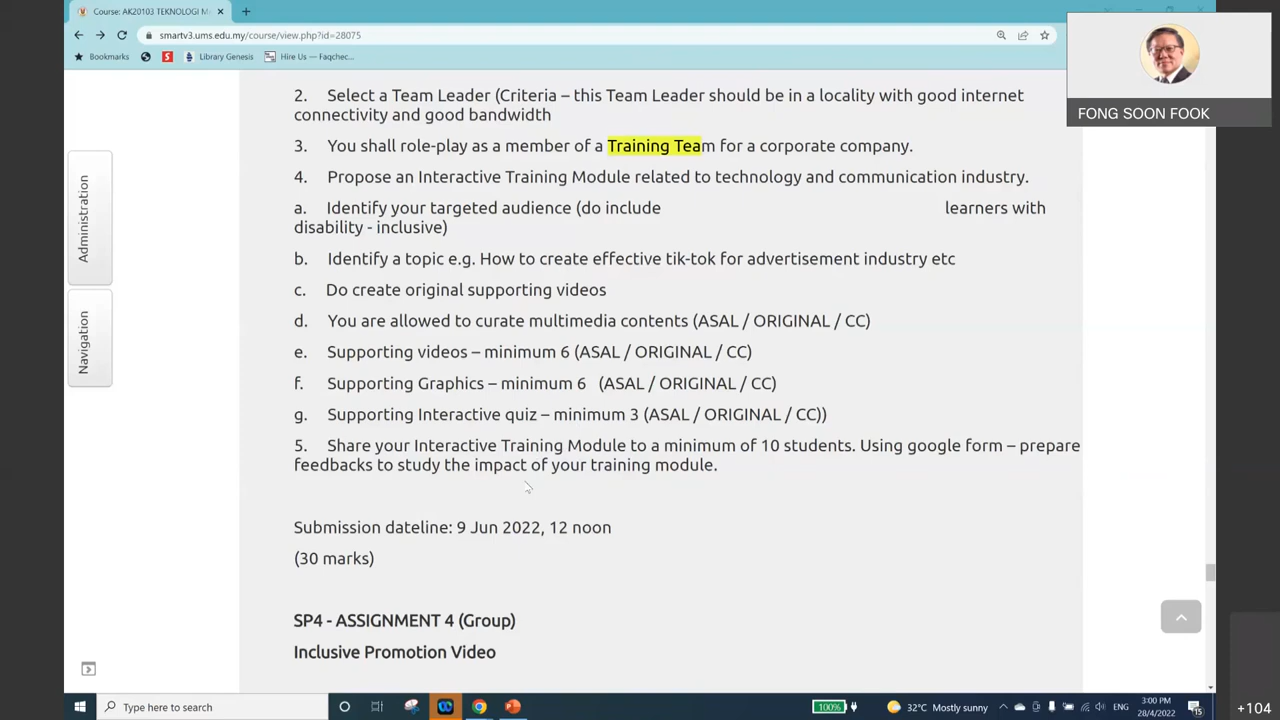 Course: AK20103 TEKNOLOGI M
smartv3.ums.edu.my/course/view.php?id=28075
Bookmarks
Library Genesis
Hire Us — Faqchec...
FONG SOON FOOK
Administration
Navigation
2. Select a Team Leader (Criteria – this Team Leader should be in a locality with good internet
connectivity and good bandwidth
3. You shall role-play as a member of a Training Team for a corporate company.
4. Propose an Interactive Training Module related to technology and communication industry.
a. Identify your targeted audience (do include learners with
disability - inclusive)
b. Identify a topic e.g. How to create effective tik-tok for advertisement industry etc
c. Do create original supporting videos
d. You are allowed to curate multimedia contents (ASAL / ORIGINAL / CC)
e. Supporting videos – minimum 6 (ASAL / ORIGINAL / CC)
f. Supporting Graphics – minimum 6 (ASAL / ORIGINAL / CC)
g. Supporting Interactive quiz – minimum 3 (ASAL / ORIGINAL / CC))
5. Share your Interactive Training Module to a minimum of 10 students. Using google form – prepare
feedbacks to study the impact of your training module.
Submission dateline: 9 Jun 2022, 12 noon
(30 marks)
SP4 - ASSIGNMENT 4 (Group)
Inclusive Promotion Video
Type here to search
100%
32°C Mostly sunny
ENG
3:00 PM
28/4/2022
15
+104